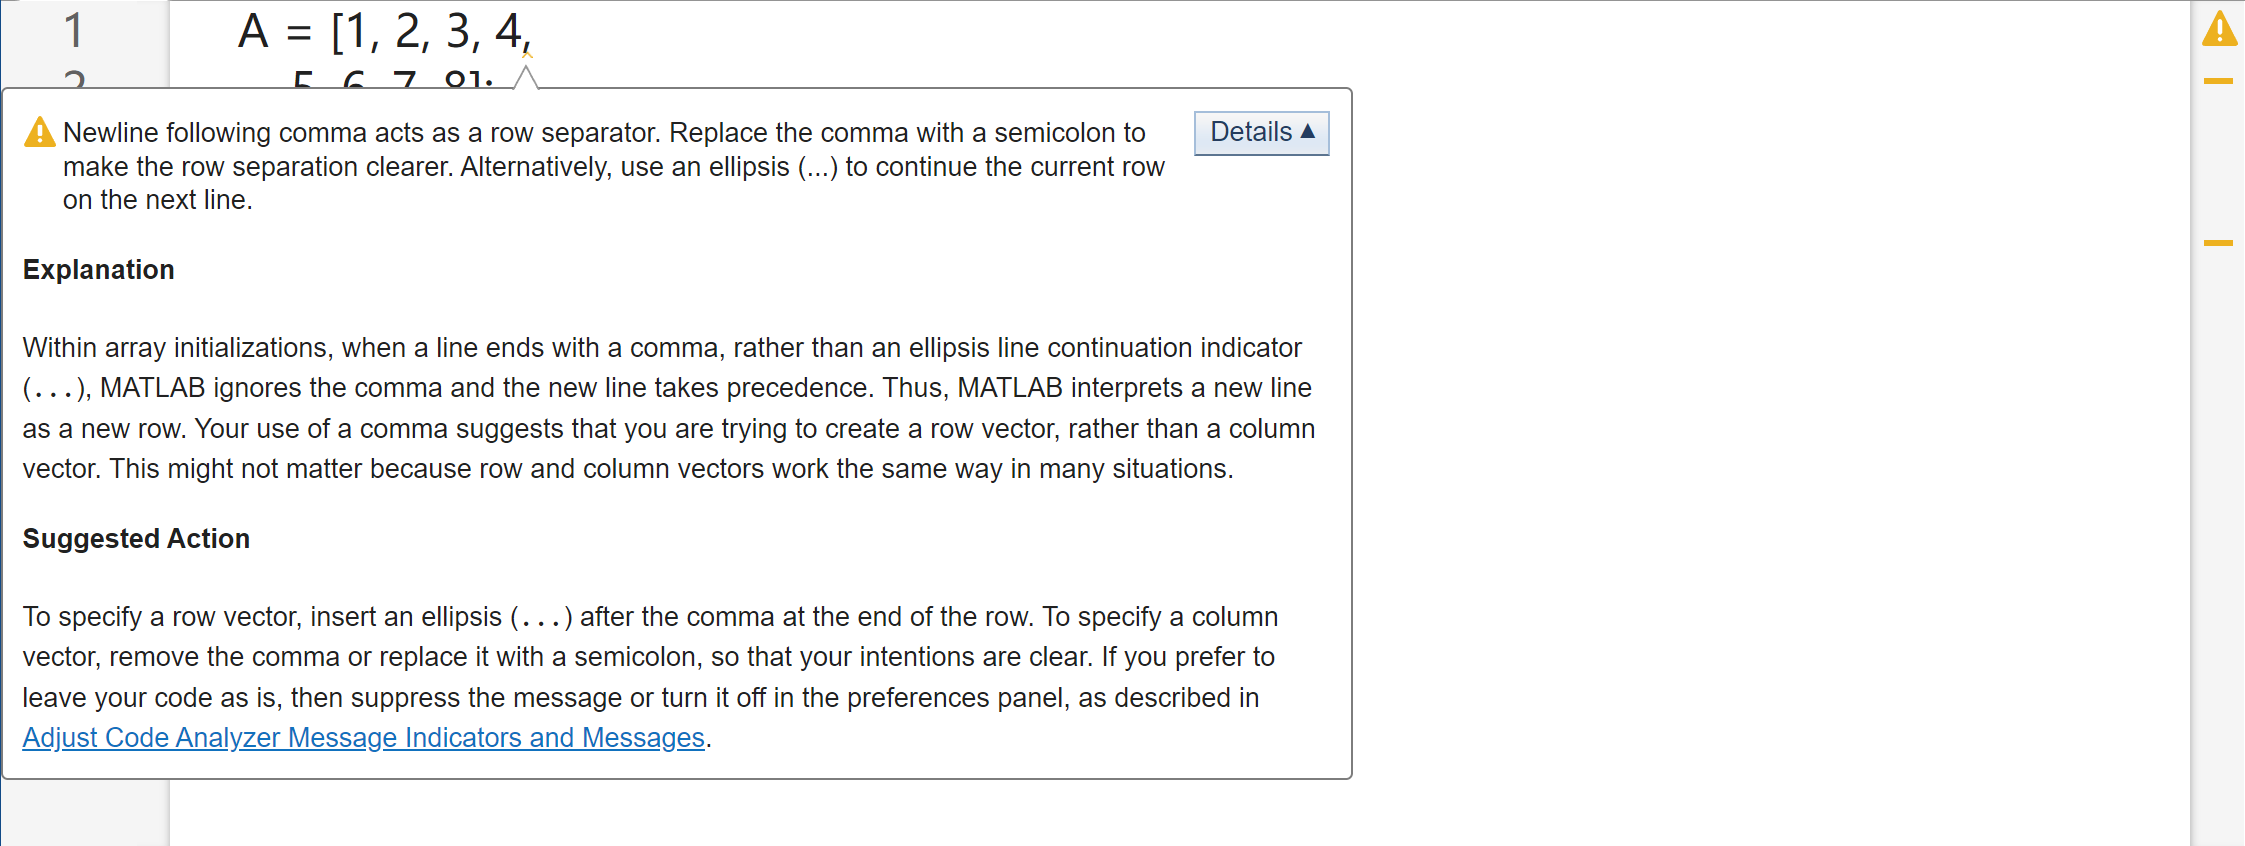 1 A = [1, 2, 3, 4,
2 5, 6, 7, 8];
Newline following comma acts as a row separator. Replace the comma with a semicolon to
make the row separation clearer. Alternatively, use an ellipsis (...) to continue the current row
on the next line.
Details ▲
Explanation
Within array initializations, when a line ends with a comma, rather than an ellipsis line continuation indicator
(...), MATLAB ignores the comma and the new line takes precedence. Thus, MATLAB interprets a new line
as a new row. Your use of a comma suggests that you are trying to create a row vector, rather than a column
vector. This might not matter because row and column vectors work the same way in many situations.
Suggested Action
To specify a row vector, insert an ellipsis (...) after the comma at the end of the row. To specify a column
vector, remove the comma or replace it with a semicolon, so that your intentions are clear. If you prefer to
leave your code as is, then suppress the message or turn it off in the preferences panel, as described in
Adjust Code Analyzer Message Indicators and Messages.